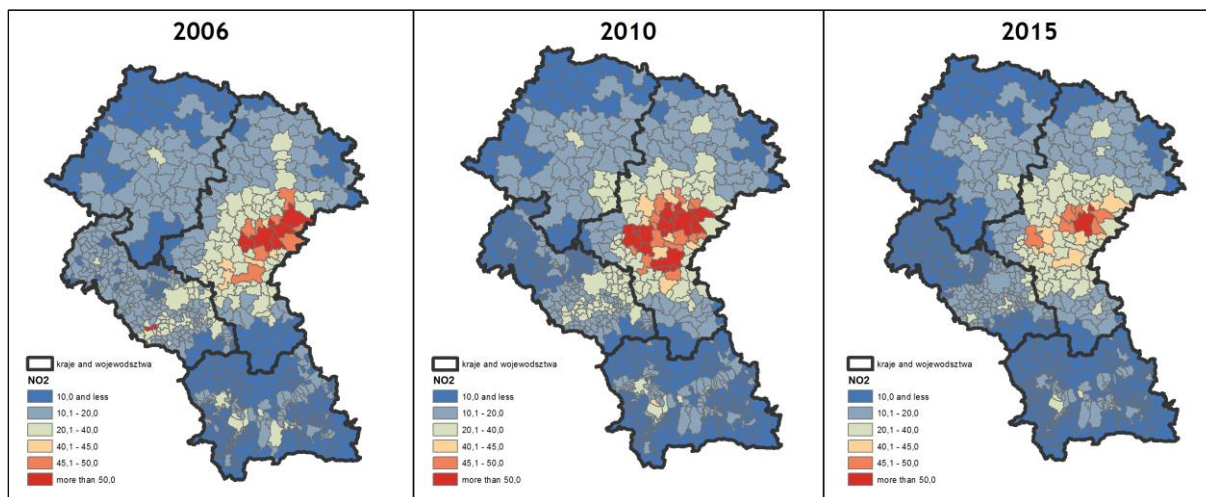 2006
kraje and wojewodsztwa
NO2
10,0 and less
10,1 - 20,0
20,1 - 40,0
40,1 - 45,0
45,1 - 50,0
more than 50,0
2010
kraje and wojewodsztwa
NO2
10,0 and less
10,1 - 20,0
20,1 - 40,0
40,1 - 45,0
45,1 - 50,0
more than 50,0
2015
kraje and wojewodsztwa
NO2
10,0 and less
10,1 - 20,0
20,1 - 40,0
40,1 - 45,0
45,1 - 50,0
more than 50,0